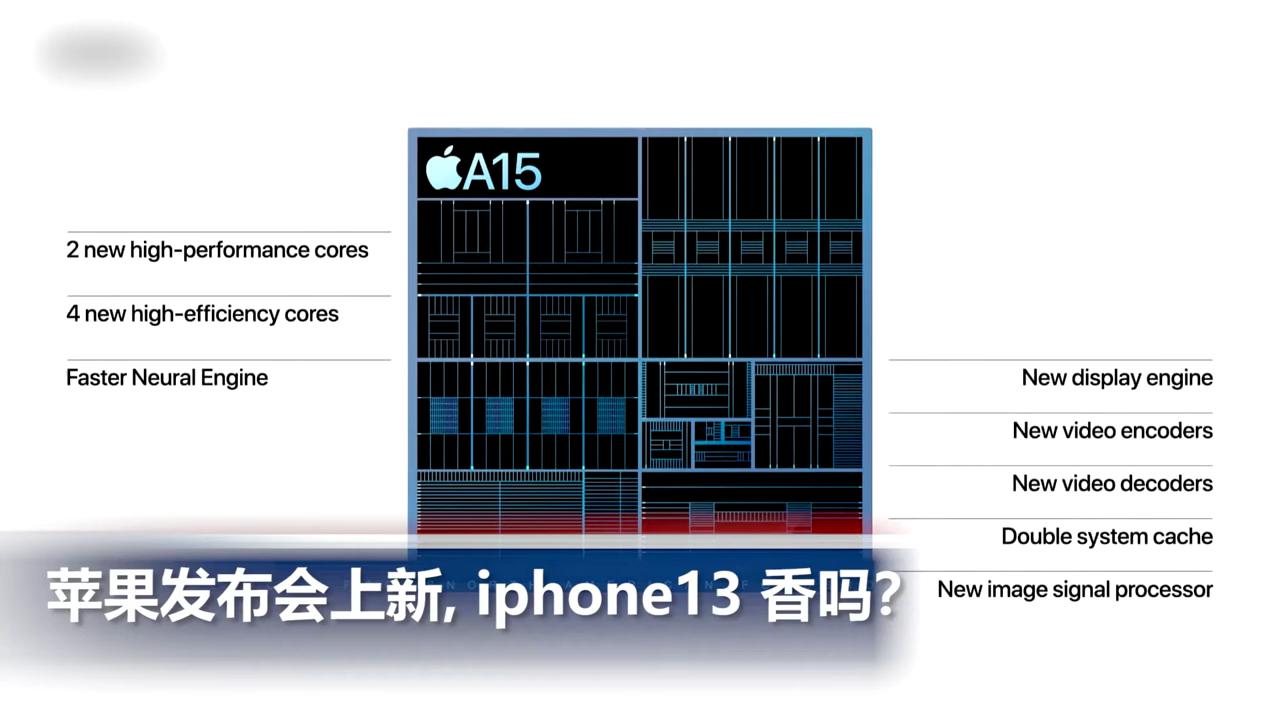 A15
2 new high-performance cores
4 new high-efficiency cores
Faster Neural Engine
New display engine
New video encoders
New video decoders
Double system cache
New image signal processor
苹果发布会上新, iphone13 香吗?